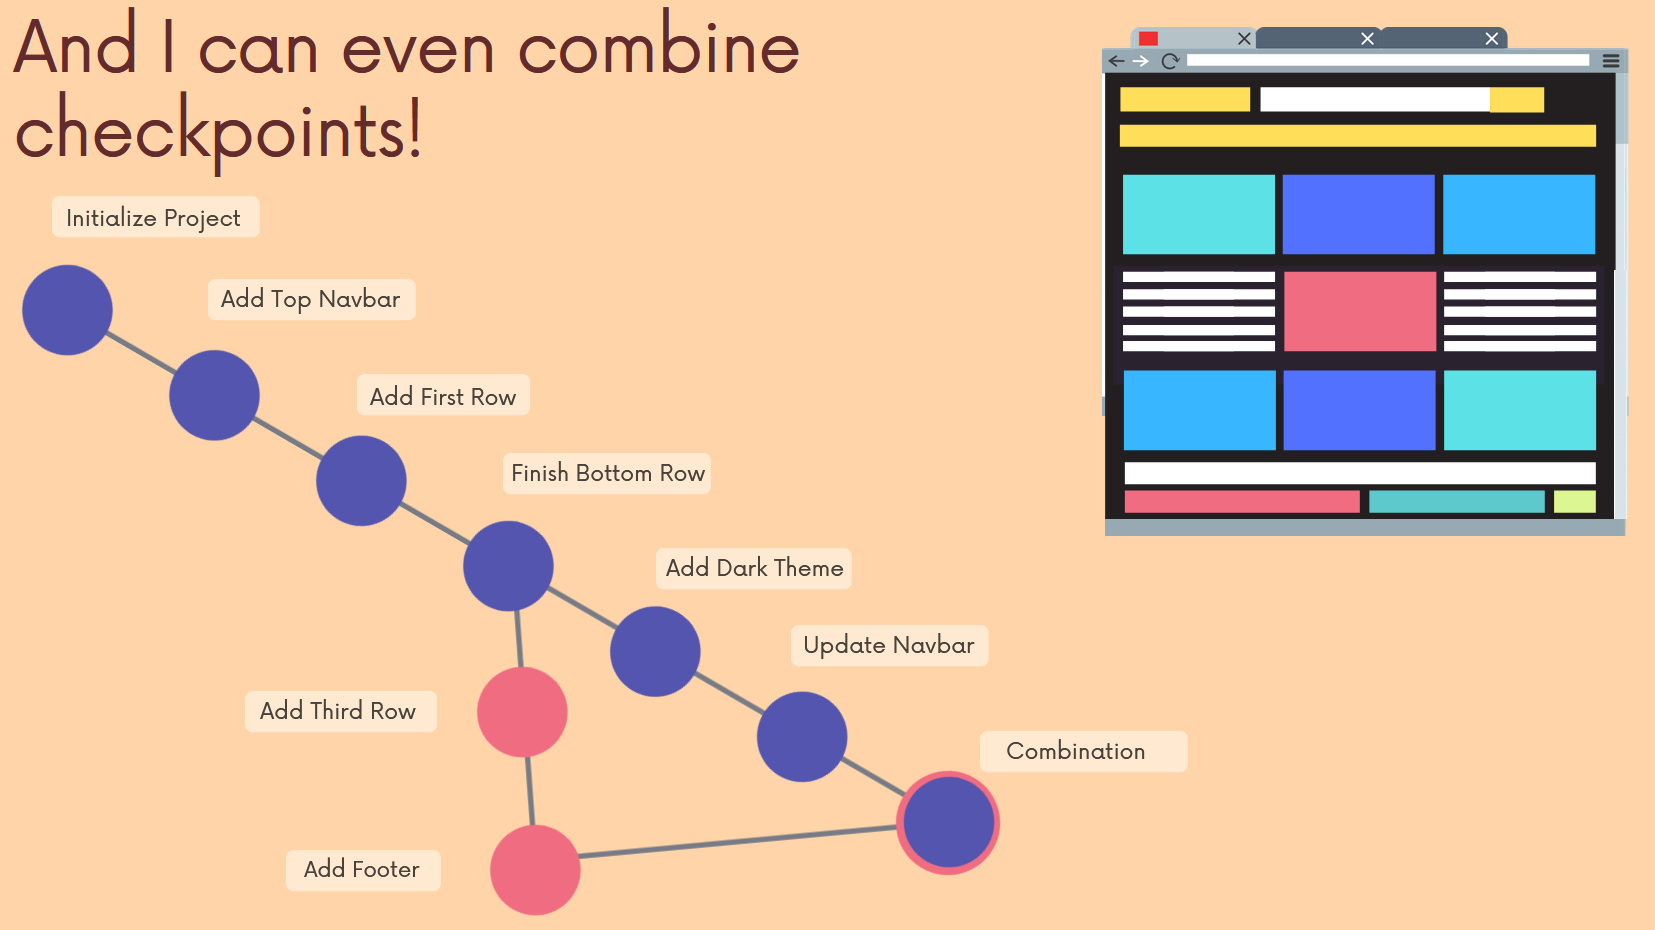 And I can even combine
checkpoints!
Initialize Project
Add Top Navbar
Add First Row
Finish Bottom Row
Add Dark Theme
Update Navbar
Add Third Row
Combination
Add Footer